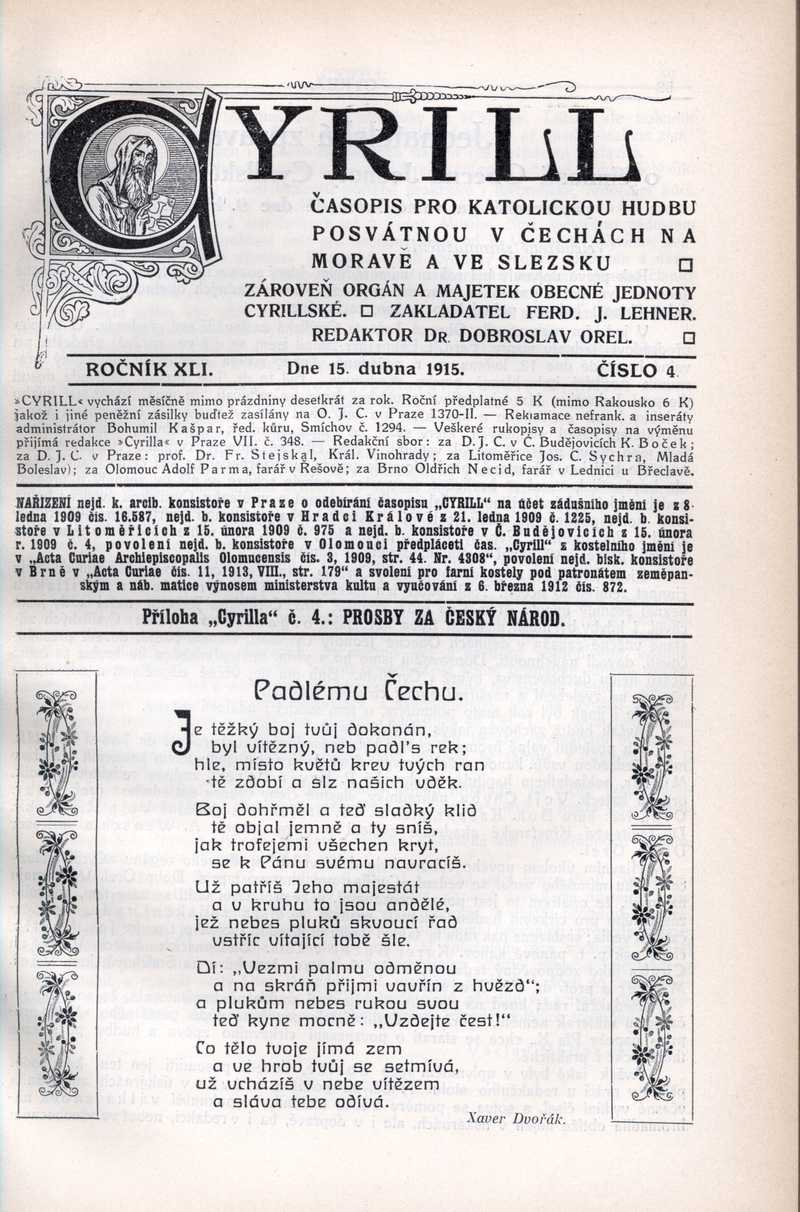 CYRILL
ČASOPIS PRO KATOLICKOU HUDBU
POSVÁTNOU V ČECHÁCH NA
MORAVĚ A VE SLEZSKU
ZÁROVEŇ ORGÁN A MAJETEK OBECNÉ JEDNOTY
CYRILLSKÉ. □ ZAKLADATEL FERD. J. LEHNER.
REDAKTOR DR. DOBROSLAV OREL.
ROČNÍK XLI. Dne 15. dubna 1915. ČÍSLO 4.
»CYRILL« vychází měsíčně mimo prázdniny desetkrát za rok. Roční předplatné 5 K (mimo Rakousko 6 K)
jakož i jiné peněžní zásilky buďtež zasílány na O. J. C. v Praze 1370-II. — Reklamace nefrank. a inseráty
administrátor Bohumil Kašpar, řed. kůru, Smíchov č. 1294. — Veškeré rukopisy a časopisy na výměnu
přijímá redakce »Cyrilla« v Praze VII. č. 348. — Redakční sbor: za D. J. C. v Č. Budějovicích K. Boček;
za D. J. C. v Praze: prof. Dr. Fr. Stejskal, Král. Vinohrady; za Litoměřice Jos. C. Sychra, Mladá
Boleslav); za Olomouc Adolf Parma, farář v Řešově; za Brno Oldřich Necid, farář v Lednici u Břeclavě.
NAŘÍZENÍ nejd. k. arcib. konsistoře v Praze o odebírání časopisu „CYRILL“ na účet zádušního jmění je z 8.
ledna 1909 čís. 16.587, nejd. b. konsistoře v Hradci Králové z 21. ledna 1909 č. 1225, nejd. b. konsi-
stoře v Litoměřicích z 15. února 1909 č. 975 a nejd. b. konsistoře v Č. Budějovicích z 15. února
r. 1909 č. 4, povolení nejd. b. konsistoře v Olomouci předpláceti čas. „Cyrill“ z kostelního jmění je
v „Acta Curiae Archiepiscopalis Olomucensis čís. 3, 1909, str. 44. Nr. 4308“, povolení nejd. bisk. konsistoře
v Brně v „Acta Curiae čís. 11, 1913, VIII., str. 179“ a svolení pro farní kostely pod patronátem zeměpan-
ským a náb. matice výnosem ministerstva kultu a vyučování z 6. března 1912 čís. 872.
Příloha „Cyrilla“ č. 4.: PROSBY ZA ČESKÝ NÁROD.
Padlému Čechu.
Je těžký boj tvůj dokonán,
byl vítězný, neb padl's rek;
hle, místo květů krev tvých ran
tě zdobí a slz našich vděk.
Boj dohřměl a teď sladký klid
tě objal jemně a ty sníš,
jak trofejemi všechen kryt,
se k Pánu svému navracíš.
Už patříš Jeho majestát
a v kruhu to jsou andělé,
jež nebes pluků skvoucí řad
vstříc vítající tobě šle.
Dí: „Vezmi palmu odměnou
a na skráň přijmi vavřín z hvězd“;
a plukům nebes rukou svou
teď kyne mocně: „Vzdejte čest!“
Co tělo tvoje jímá zem
a ve hrob tvůj se setmívá,
už vcházíš v nebe vítězem
a sláva tebe odívá.
Xaver Dvořák.